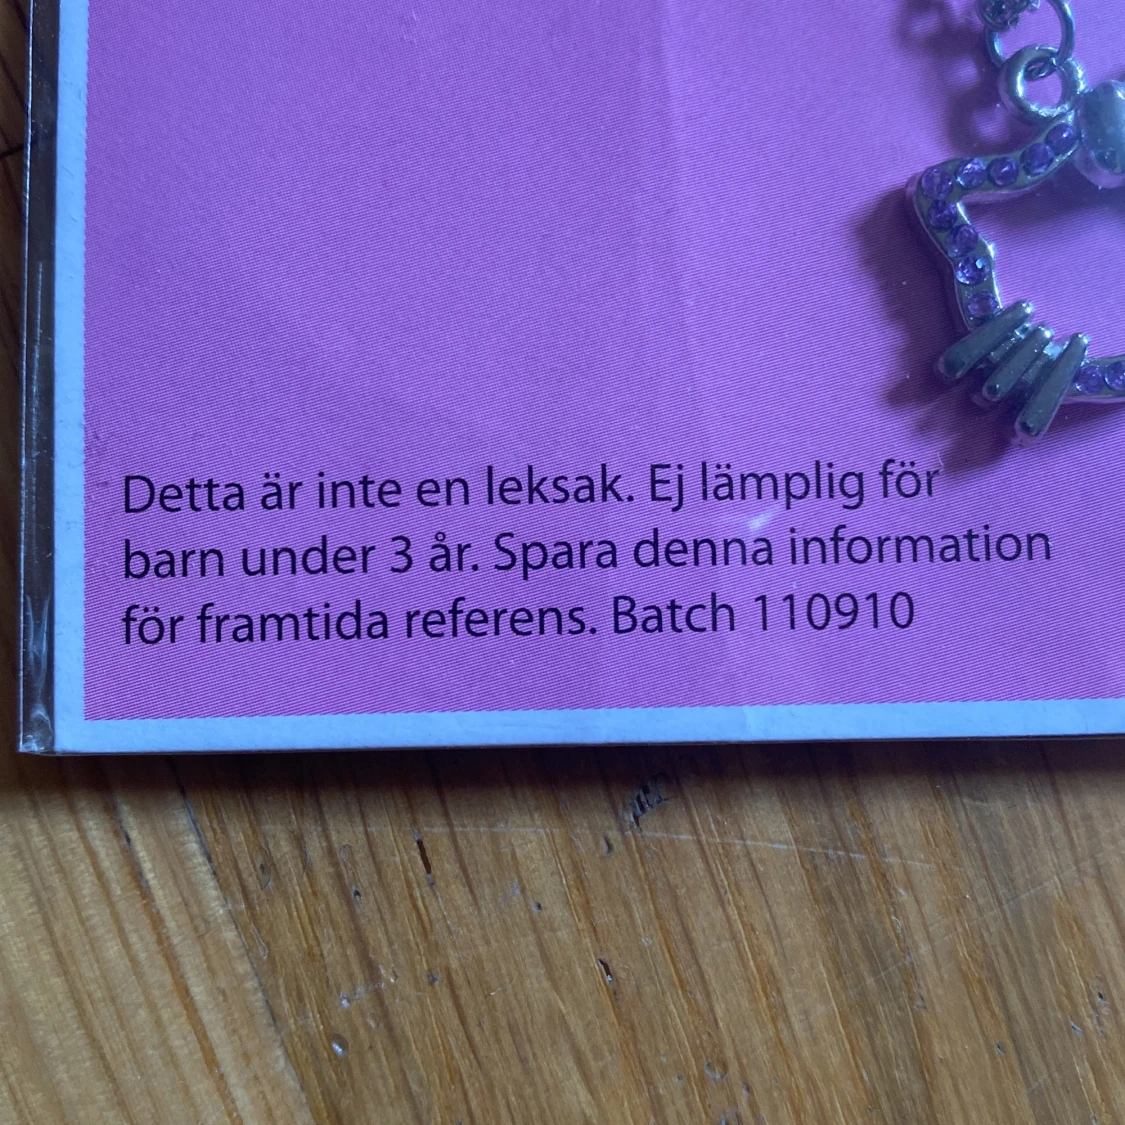 Detta är inte en leksak. Ej lämplig för
barn under 3 år. Spara denna information
för framtida referens. Batch 110910